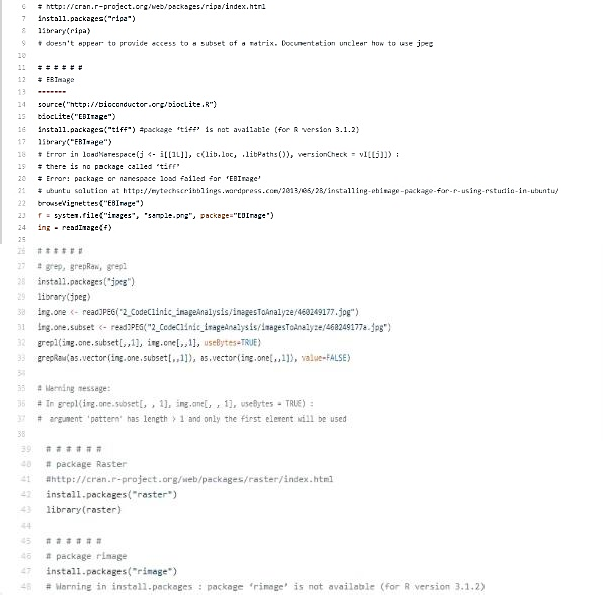 6 # http://cran.r-project.org/web/packages/ripa/index.html
7 install.packages("ripa")
8 library(ripa)
9 # doesn't appear to provide access to a subset of a matrix. Documentation unclear how to use jpeg
10
11 # # # # # #
12 # EBImage
13 -------
14 source("http://bioconductor.org/biocLite.R")
15 biocLite("EBImage")
16 install.packages("tiff") #package 'tiff' is not available (for R version 3.1.2)
17 library("EBImage")
18 # Error in loadNamespace(j <- i[[1L]], c(lib.loc, .libPaths()), versionCheck = vI[[j]]) :
19 # there is no package called 'tiff'
20 # Error: package or namespace load failed for 'EBImage'
21 # ubuntu solution at http://mytechscribblings.wordpress.com/2013/06/28/installing-ebimage-package-for-r-using-rstudio-in-ubuntu/
22 browseVignettes("EBImage")
23 f = system.file("images", "sample.png", package="EBImage")
24 img = readImage(f)
25
26 # # # # # #
27 # grep, grepRaw, grepl
28 install.packages("jpeg")
29 library(jpeg)
30 img.one <- readJPEG("2_CodeClinic_imageAnalysis/imagesToAnalyze/460249177.jpg")
31 img.one.subset <- readJPEG("2_CodeClinic_imageAnalysis/imagesToAnalyze/460249177a.jpg")
32 grepl(img.one.subset[,,1], img.one[,,1], useBytes=TRUE)
33 grepRaw(as.vector(img.one.subset[,,1]), as.vector(img.one[,,1]), value=FALSE)
34
35 # Warning message:
36 # In grepl(img.one.subset[, , 1], img.one[, , 1], useBytes = TRUE) :
37 # argument 'pattern' has length > 1 and only the first element will be used
38
39 # # # # # #
40 # package Raster
41 #http://cran.r-project.org/web/packages/raster/index.html
42 install.packages("raster")
43 library(raster)
44
45 # # # # # #
46 # package rimage
47 install.packages("rimage")
48 # Warning in install.packages : package 'rimage' is not available (for R version 3.1.2)